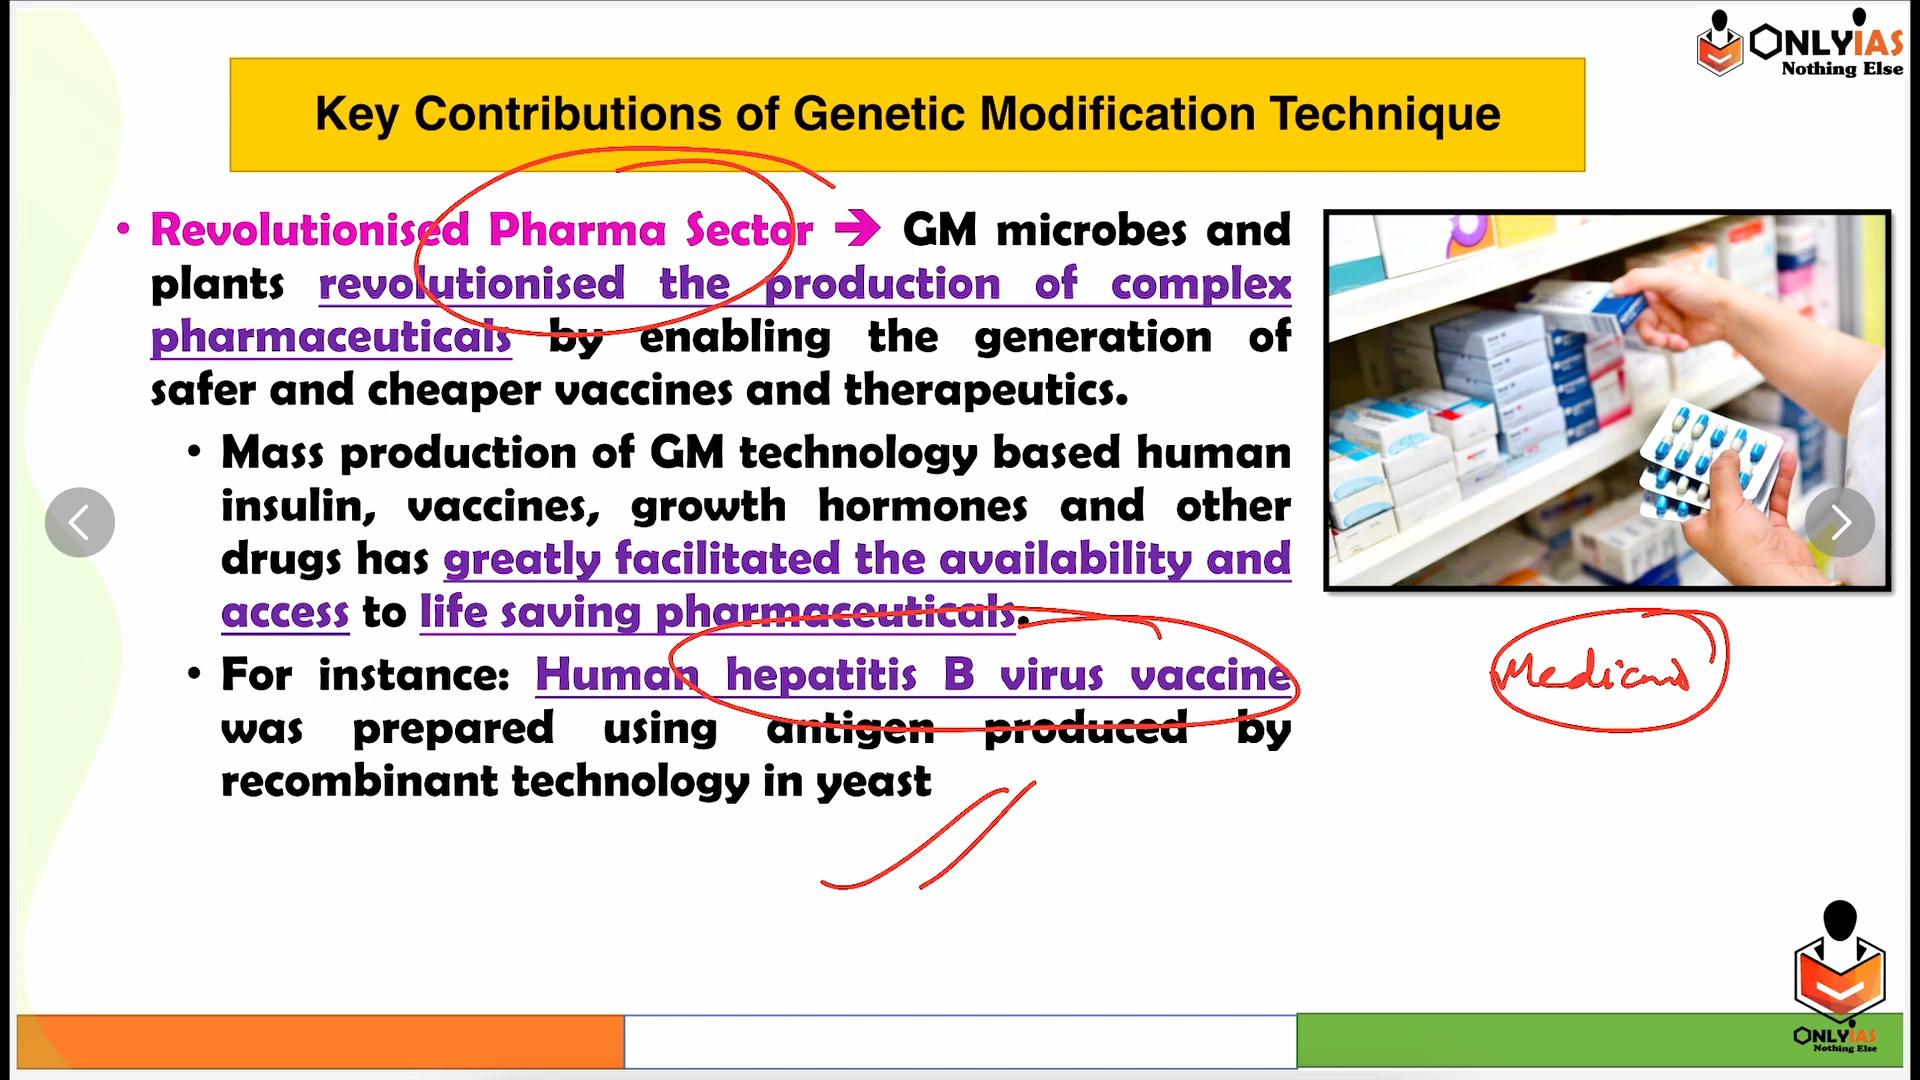 ONLYIAS
Nothing Else
Key Contributions of Genetic Modification Technique
• Revolutionised Pharma Sector → GM microbes and
plants revolutionised the production of complex
pharmaceuticals by enabling the generation of
safer and cheaper vaccines and therapeutics.
• Mass production of GM technology based human
insulin, vaccines, growth hormones and other
drugs has greatly facilitated the availability and
access to life saving pharmaceuticals.
• For instance: Human hepatitis B virus vaccine
was prepared using antigen produced by
recombinant technology in yeast
ONLYIAS
Nothing Else